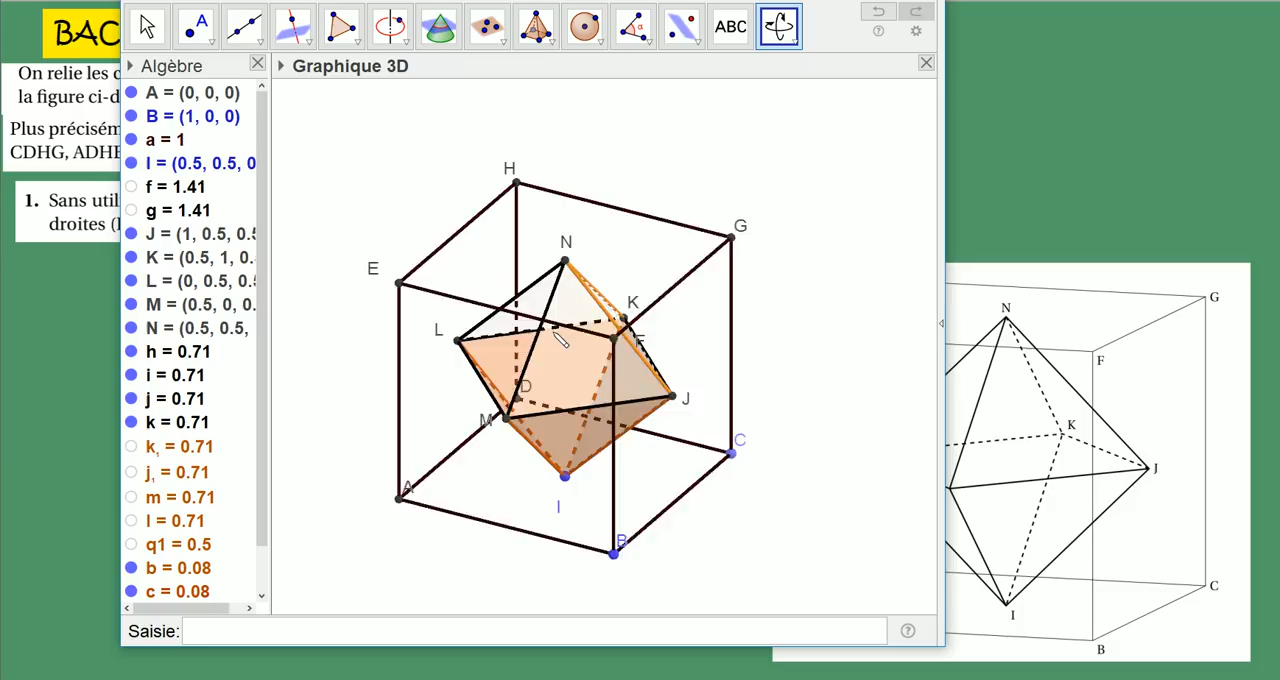 BAC
On relie les c
la figure ci-d
Plus précisém
CDHG, ADHE
1. Sans util
droites (
A
ABC
Algèbre
Graphique 3D
A = (0, 0, 0)
B = (1, 0, 0)
a = 1
I = (0.5, 0.5, 0
f = 1.41
g = 1.41
J = (1, 0.5, 0.5
K = (0.5, 1, 0.
L = (0, 0.5, 0.5
M = (0.5, 0, 0.
N = (0.5, 0.5,
h = 0.71
i = 0.71
j = 0.71
k = 0.71
k₁ = 0.71
j₁ = 0.71
m = 0.71
l = 0.71
q1 = 0.5
b = 0.08
c = 0.08
H
G
N
E
K
L
F
D
J
M
C
A
I
B
Saisie:
G
N
F
K
J
C
I
B